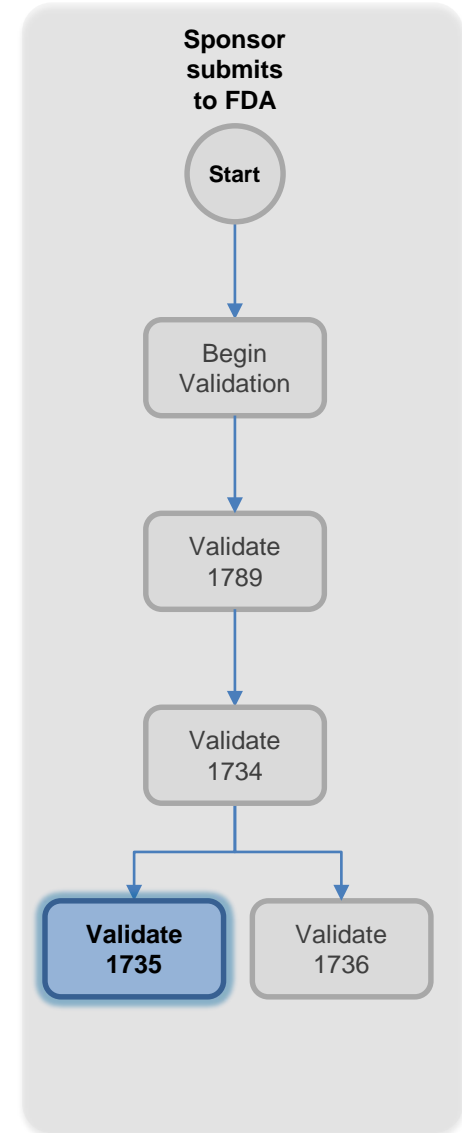 Sponsor
submits
to FDA
Start
Begin
Validation
Validate
1789
Validate
1734
Validate
1735
Validate
1736